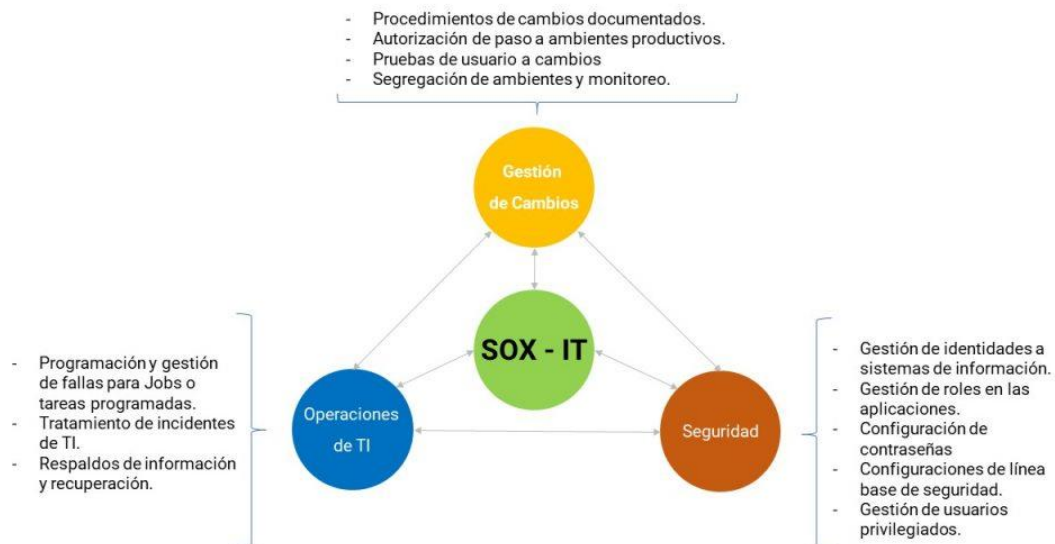 - Procedimientos de cambios documentados.
- Autorización de paso a ambientes productivos.
- Pruebas de usuario a cambios
- Segregación de ambientes y monitoreo.
Gestión
de Cambios
SOX - IT
- Programación y gestión
de fallas para Jobs o
tareas programadas.
- Tratamiento de incidentes
de TI.
- Respaldos de información
y recuperación.
Operaciones
de TI
Seguridad
- Gestión de identidades a
sistemas de información.
- Gestión de roles en las
aplicaciones.
- Configuración de
contraseñas
- Configuraciones de línea
base de seguridad.
- Gestión de usuarios
privilegiados.